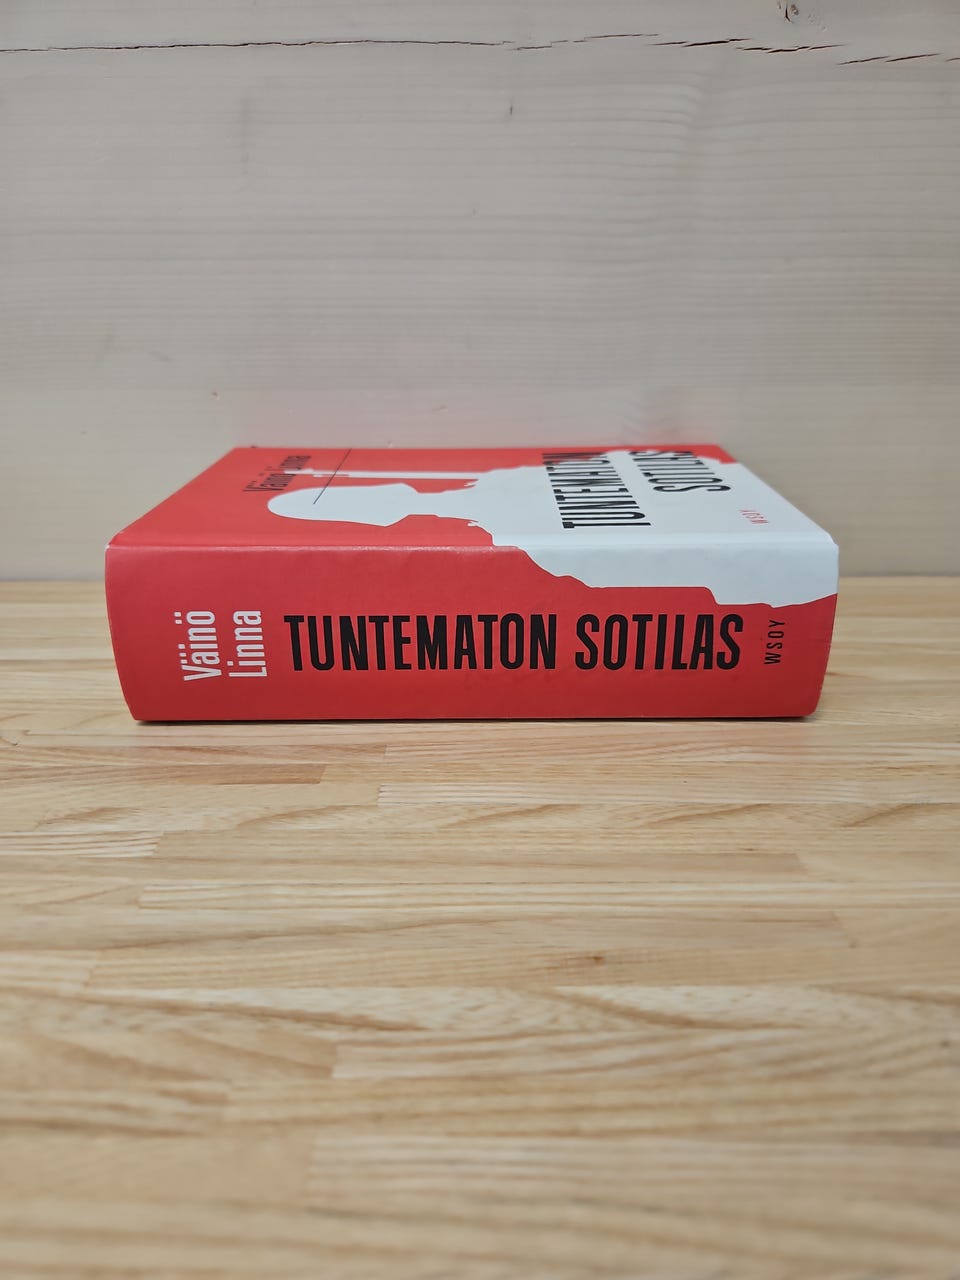 Väinö Linna
TUNTEMATON
SOTILAS
WSOY
Väinö
Linna
TUNTEMATON SOTILAS
WSOY